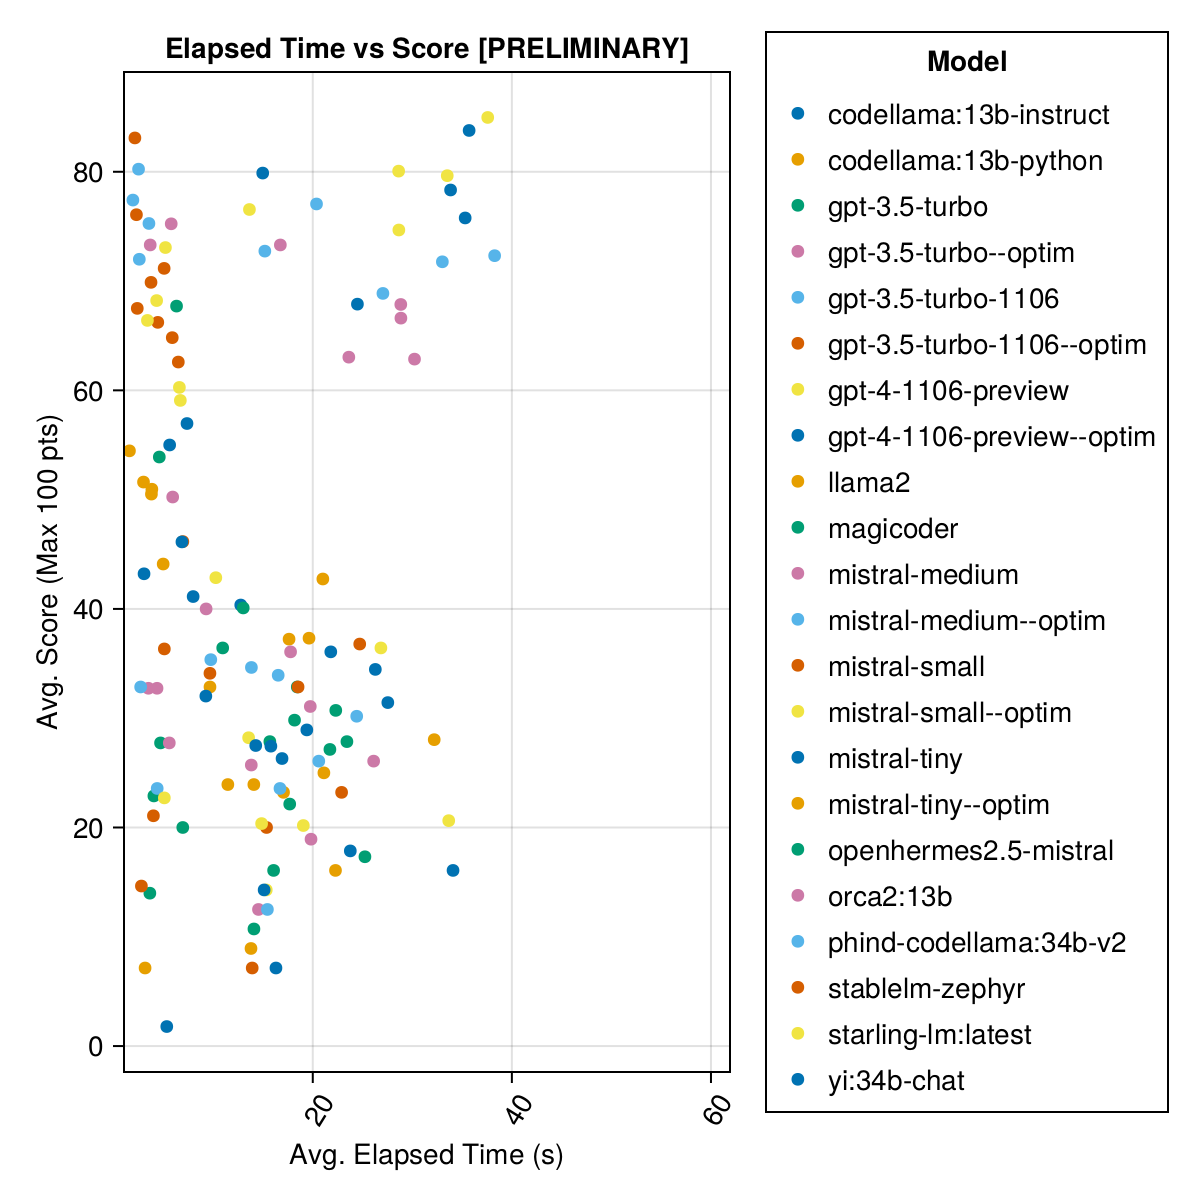 Elapsed Time vs Score [PRELIMINARY]
80
60
40
20
0
Avg. Score (Max 100 pts)
20
40
60
Avg. Elapsed Time (s)
Model
codellama:13b-instruct
codellama:13b-python
gpt-3.5-turbo
gpt-3.5-turbo--optim
gpt-3.5-turbo-1106
gpt-3.5-turbo-1106--optim
gpt-4-1106-preview
gpt-4-1106-preview--optim
llama2
magicoder
mistral-medium
mistral-medium--optim
mistral-small
mistral-small--optim
mistral-tiny
mistral-tiny--optim
openhermes2.5-mistral
orca2:13b
phind-codellama:34b-v2
stablelm-zephyr
starling-lm:latest
yi:34b-chat